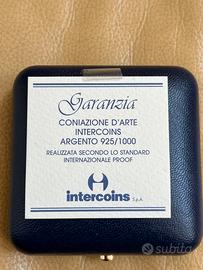 Garanzia
CONIAZIONE D'ARTE
INTERCOINS
ARGENTO 925/1000
REALIZZATA SECONDO LO STANDARD
INTERNAZIONALE PROOF
intercoins S.p.A.
subito